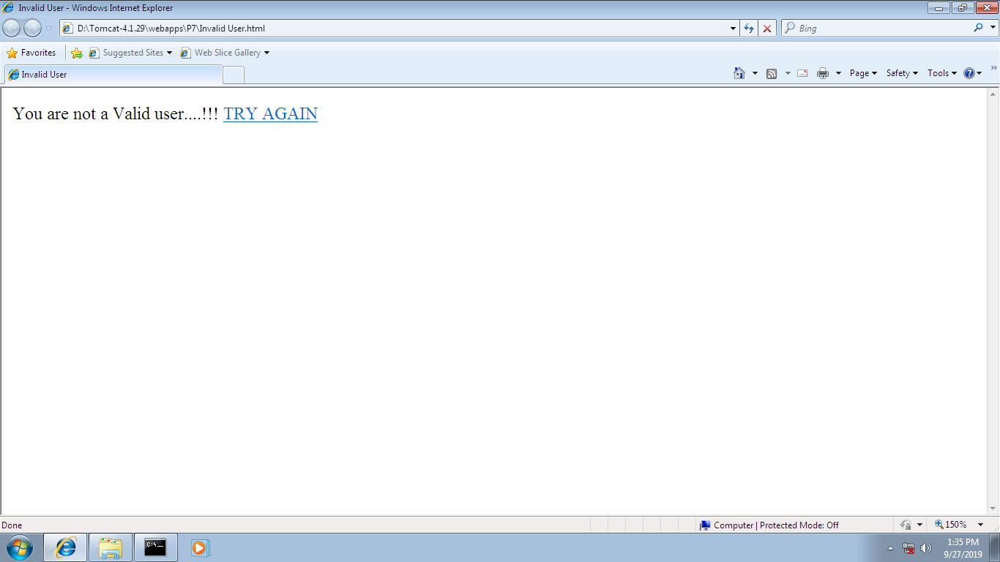 Invalid User - Windows Internet Explorer
D:\Tomcat-4.1.29\webapps\P7\Invalid User.html
Bing
Favorites Suggested Sites Web Slice Gallery
Invalid User
Page Safety Tools
You are not a Valid user....!!! TRY AGAIN
Done
Computer | Protected Mode: Off
150%
C:\
1:35 PM
9/27/2019